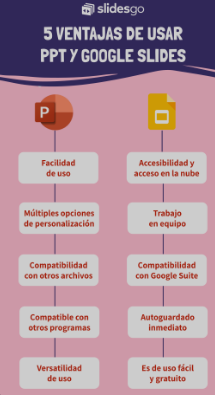 slidesgo
5 VENTAJAS DE USAR
PPT Y GOOGLE SLIDES
P
Facilidad
de uso
Múltiples opciones
de personalización
Compatibilidad
con otros archivos
Compatible con
otros programas
Versatilidad
de uso
Accesibilidad y
acceso en la nube
Trabajo
en equipo
Compatibilidad
con Google Suite
Autoguardado
inmediato
Es de uso fácil
y gratuito